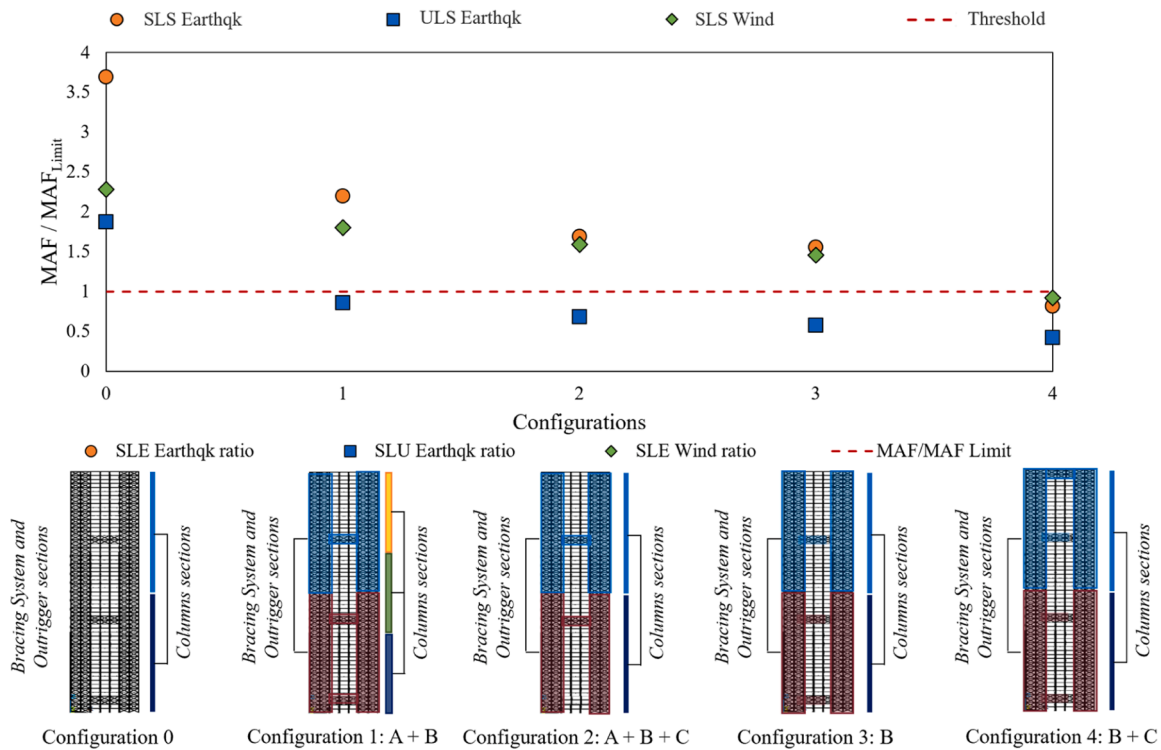 SLS Earthqk ULS Earthqk SLS Wind Threshold
4
3.5
3
2.5
2
1.5
1
0.5
0
MAF / MAF Limit
0 1 2 3 4
Configurations
SLE Earthqk ratio SLU Earthqk ratio SLE Wind ratio MAF/MAF Limit
Bracing System and
Outrigger sections
Columns sections
Bracing System and
Outrigger sections
Columns sections
Bracing System and
Outrigger sections
Columns sections
Bracing System and
Outrigger sections
Columns sections
Bracing System and
Outrigger sections
Columns sections
Configuration 0 Configuration 1: A + B Configuration 2: A + B + C Configuration 3: B Configuration 4: B + C